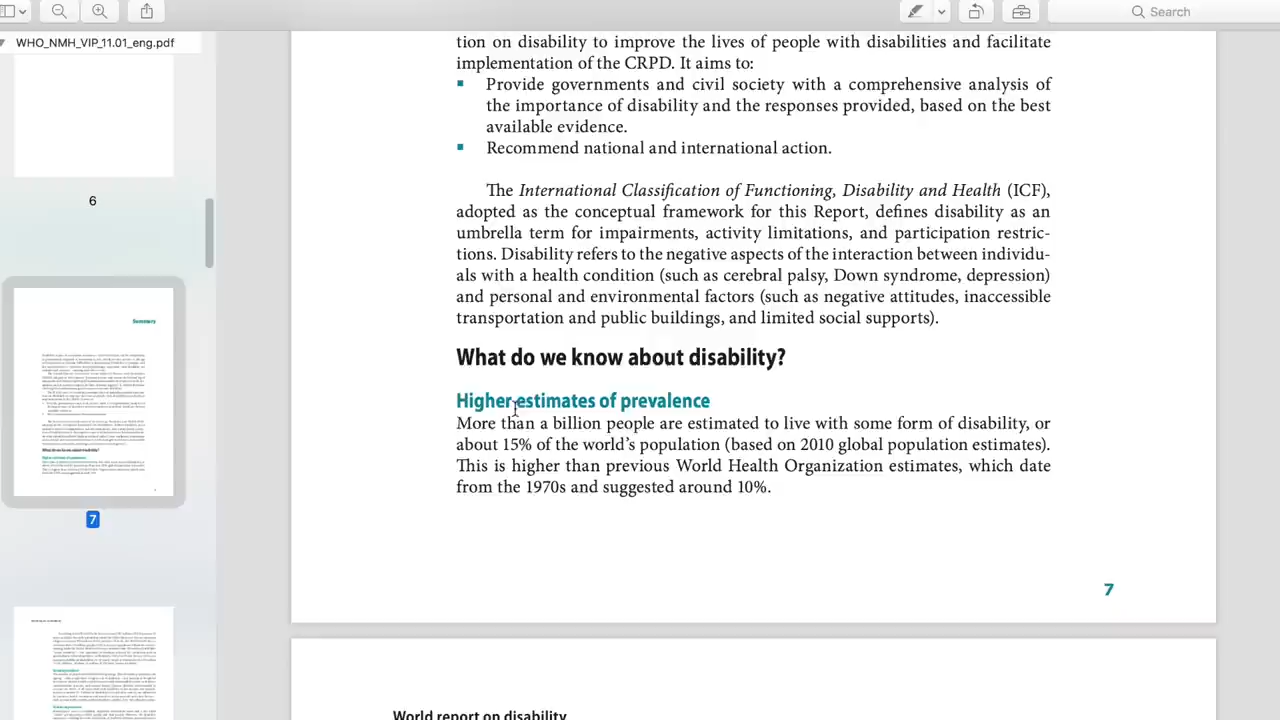 Search
WHO_NMH_VIP_11.01_eng.pdf
6
Summary
7
tion on disability to improve the lives of people with disabilities and facilitate
implementation of the CRPD. It aims to:
▪ Provide governments and civil society with a comprehensive analysis of
the importance of disability and the responses provided, based on the best
available evidence.
▪ Recommend national and international action.
The International Classification of Functioning, Disability and Health (ICF),
adopted as the conceptual framework for this Report, defines disability as an
umbrella term for impairments, activity limitations, and participation restric-
tions. Disability refers to the negative aspects of the interaction between individu-
als with a health condition (such as cerebral palsy, Down syndrome, depression)
and personal and environmental factors (such as negative attitudes, inaccessible
transportation and public buildings, and limited social supports).
What do we know about disability?
Higher estimates of prevalence
More than a billion people are estimated to live with some form of disability, or
about 15% of the world's population (based on 2010 global population estimates).
This is higher than previous World Health Organization estimates, which date
from the 1970s and suggested around 10%.
7
World report on disability